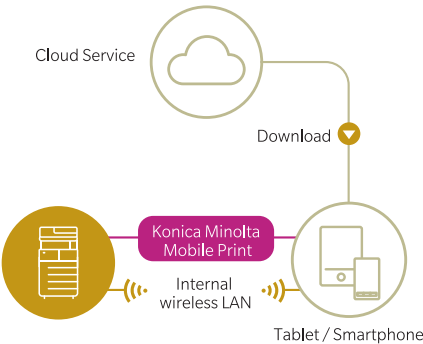 Cloud Service
Download
Konica Minolta
Mobile Print
Internal
wireless LAN
Tablet / Smartphone